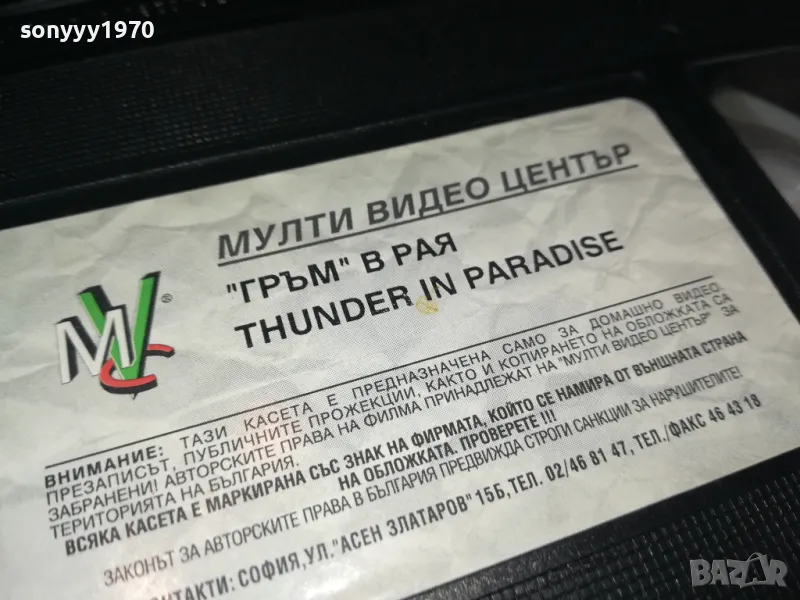 sonyyy1970
МУЛТИ ВИДЕО ЦЕНТЪР
"ГРЪМ" В РАЯ
THUNDER IN PARADISE
MVC®
ВНИМАНИЕ: ТАЗИ КАСЕТА Е ПРЕДНАЗНАЧЕНА САМО ЗА ДОМАШНО ВИДЕО.
ПРЕЗАПИСЪТ, ПУБЛИЧНИТЕ ПРОЖЕКЦИИ, КАКТО И КОПИРАНЕТО НА ОБЛОЖКАТА СА
ЗАБРАНЕНИ! АВТОРСКИТЕ ПРАВА НА ФИЛМА ПРИНАДЛЕЖАТ НА "МУЛТИ ВИДЕО ЦЕНТЪР" ЗА
ТЕРИТОРИЯТА НА БЪЛГАРИЯ.
ВСЯКА КАСЕТА Е МАРКИРАНА СЪС ЗНАК НА ФИРМАТА, КОЙТО СЕ НАМИРА ОТ ВЪНШНАТА СТРАНА
НА ОБЛОЖКАТА. ПРОВЕРЕТЕ !!!
ЗАКОНЪТ ЗА АВТОРСКИТЕ ПРАВА В БЪЛГАРИЯ ПРЕДВИЖДА СТРОГИ САНКЦИИ ЗА НАРУШИТЕЛИТЕ!
КОНТАКТИ: СОФИЯ, УЛ. "АСЕН ЗЛАТАРОВ" 15Б, ТЕЛ. 02/46 81 47, ТЕЛ./ФАКС 46 43 18
BAZAR